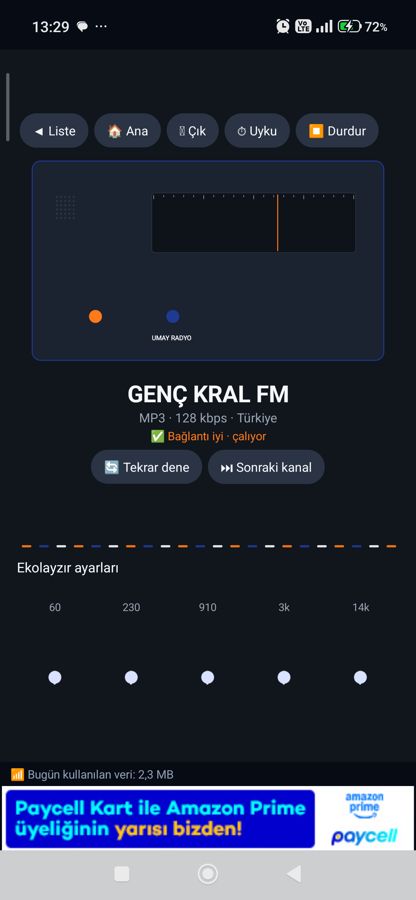 13:29 ... Vo LTE 72%
◄ Liste 🏠 Ana Çık ⏱ Uyku ⏹ Durdur
UMAY RADYO
GENÇ KRAL FM
MP3 · 128 kbps · Türkiye
✅ Bağlantı iyi · çalıyor
🔄 Tekrar dene ⏭ Sonraki kanal
Ekolayzır ayarları
60 230 910 3k 14k
📶 Bugün kullanılan veri: 2,3 MB
Paycell Kart ile Amazon Prime
üyeliğinin yarısı bizden!
amazon
prime
paycell